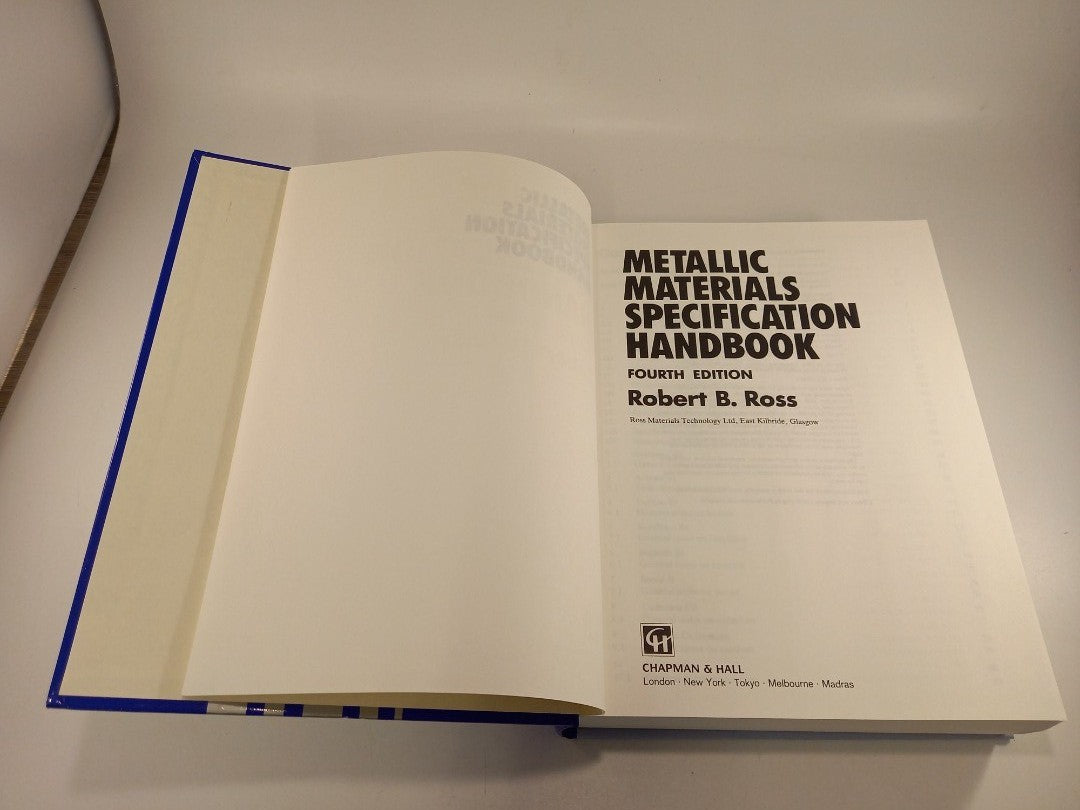 METALLIC
MATERIALS
SPECIFICATION
HANDBOOK
FOURTH EDITION
Robert B. Ross
Ross Materials Technology Ltd, East Kilbride, Glasgow
CHAPMAN & HALL
London · New York · Tokyo · Melbourne · Madras